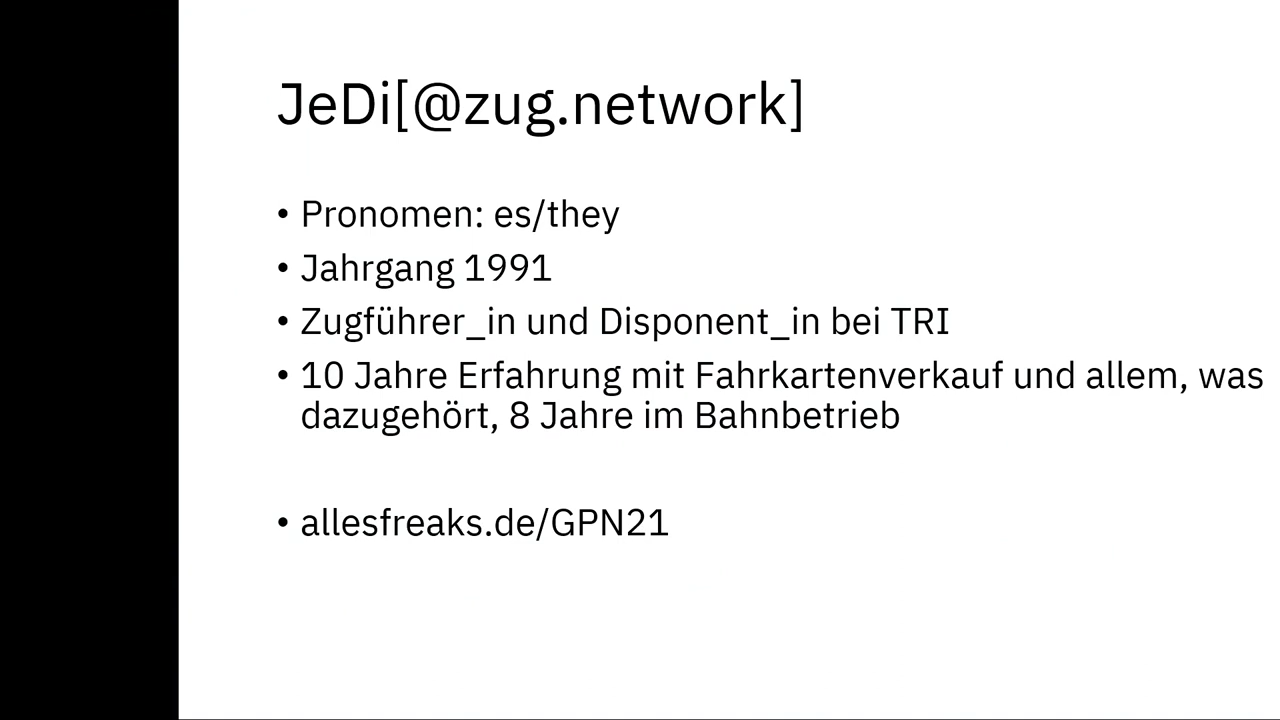 JeDi[@zug.network]
• Pronomen: es/they
• Jahrgang 1991
• Zugführer_in und Disponent_in bei TRI
• 10 Jahre Erfahrung mit Fahrkartenverkauf und allem, was
dazugehört, 8 Jahre im Bahnbetrieb
• allesfreaks.de/GPN21